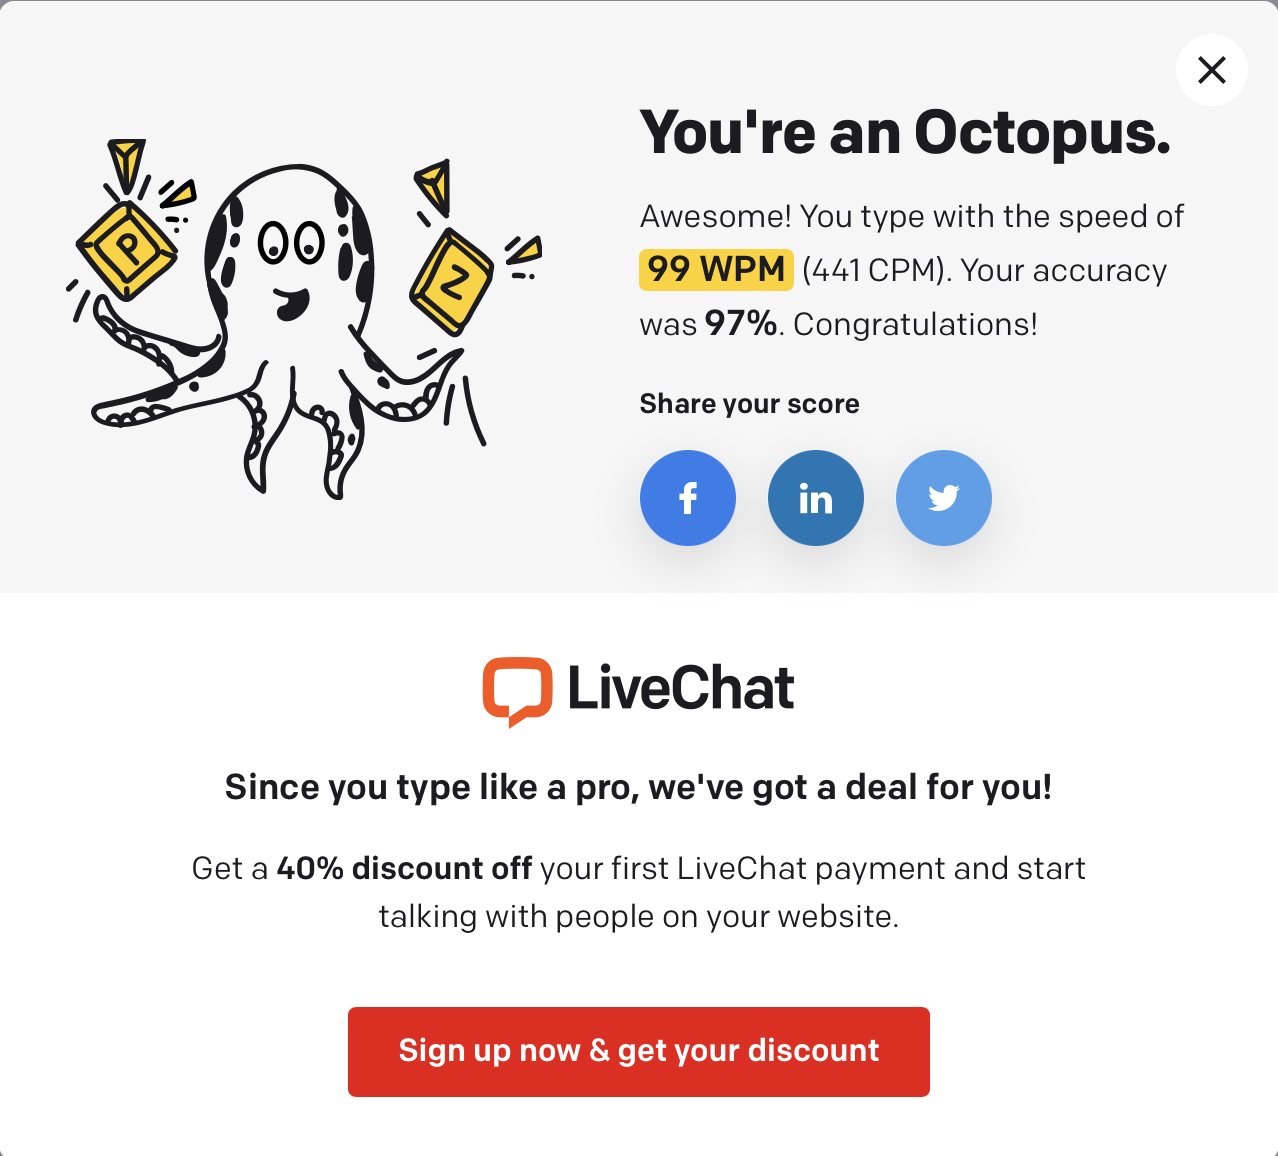 You're an Octopus.
Awesome! You type with the speed of
99 WPM (441 CPM). Your accuracy
was 97%. Congratulations!
Share your score
f
in
P
Z
LiveChat
Since you type like a pro, we've got a deal for you!
Get a 40% discount off your first LiveChat payment and start
talking with people on your website.
Sign up now & get your discount